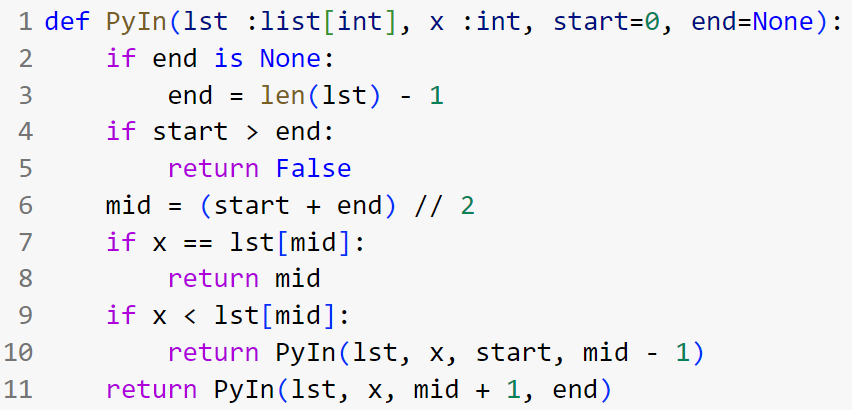 1 def PyIn(lst :list[int], x :int, start=0, end=None):
2     if end is None:
3         end = len(lst) - 1
4     if start > end:
5         return False
6     mid = (start + end) // 2
7     if x == lst[mid]:
8         return mid
9     if x < lst[mid]:
10         return PyIn(lst, x, start, mid - 1)
11     return PyIn(lst, x, mid + 1, end)